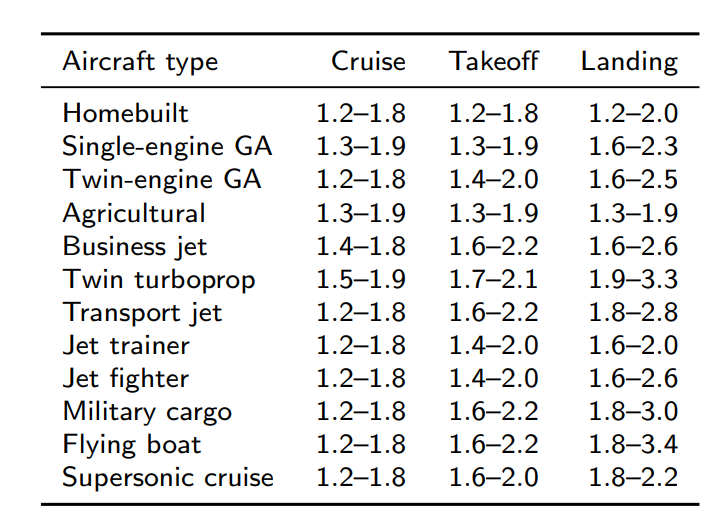 Aircraft type Cruise Takeoff Landing
Homebuilt 1.2–1.8 1.2–1.8 1.2–2.0
Single-engine GA 1.3–1.9 1.3–1.9 1.6–2.3
Twin-engine GA 1.2–1.8 1.4–2.0 1.6–2.5
Agricultural 1.3–1.9 1.3–1.9 1.3–1.9
Business jet 1.4–1.8 1.6–2.2 1.6–2.6
Twin turboprop 1.5–1.9 1.7–2.1 1.9–3.3
Transport jet 1.2–1.8 1.6–2.2 1.8–2.8
Jet trainer 1.2–1.8 1.4–2.0 1.6–2.0
Jet fighter 1.2–1.8 1.4–2.0 1.6–2.6
Military cargo 1.2–1.8 1.6–2.2 1.8–3.0
Flying boat 1.2–1.8 1.6–2.2 1.8–3.4
Supersonic cruise 1.2–1.8 1.6–2.0 1.8–2.2